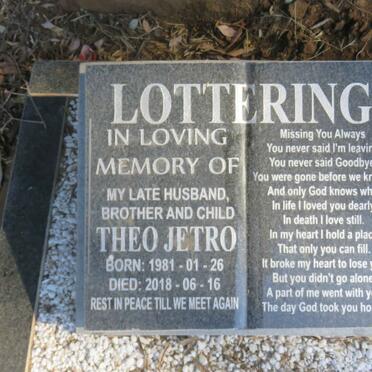 LOTTERING
IN LOVING
MEMORY OF
MY LATE HUSBAND,
BROTHER AND CHILD
THEO JETRO
BORN: 1981 - 01 - 26
DIED: 2018 - 06 - 16
REST IN PEACE TILL WE MEET AGAIN
Missing You Always
You never said I'm leavin
You never said Goodbye
You were gone before we kn
And only God knows wh
In life I loved you dearly
In death I love still.
In my heart I hold a plac
That only you can fill.
It broke my heart to lose y
But you didn't go alone
A part of me went with yo
The day God took you ho